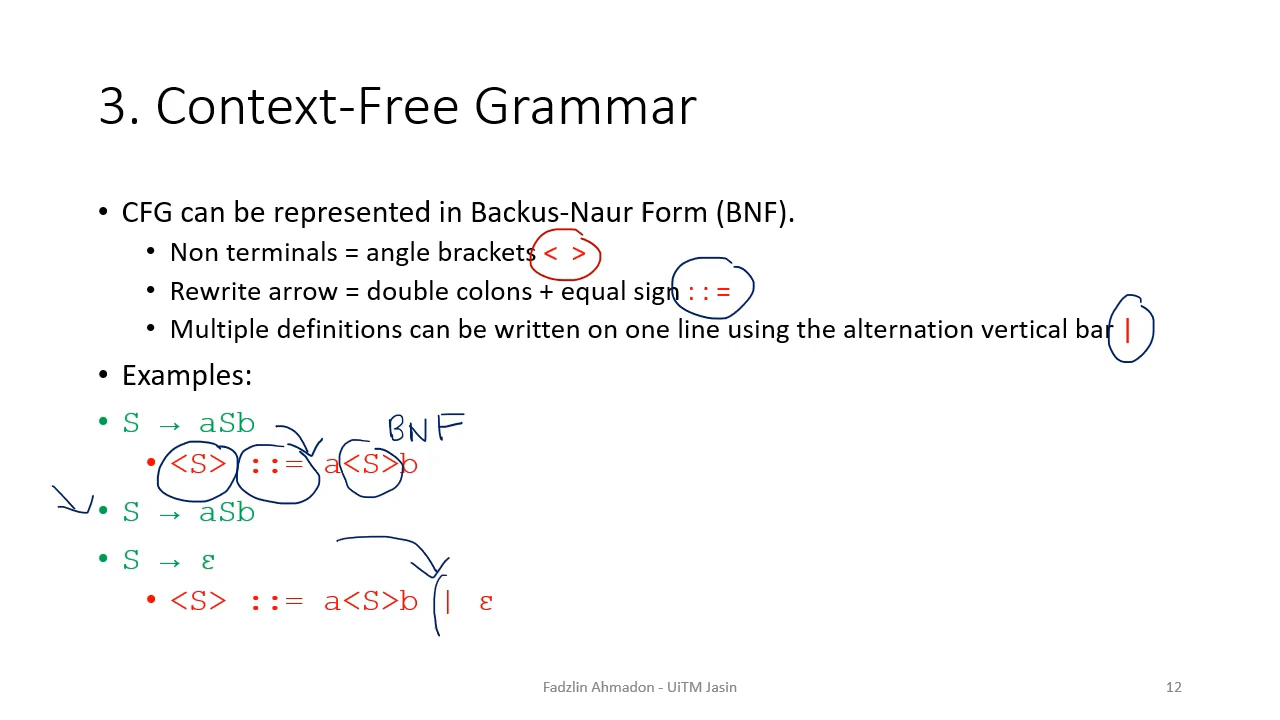 3. Context-Free Grammar
• CFG can be represented in Backus-Naur Form (BNF).
• Non terminals = angle brackets < >
• Rewrite arrow = double colons + equal sign ::=
• Multiple definitions can be written on one line using the alternation vertical bar |
• Examples:
• S → aSb
BNF
• <S> ::= a<S>b
• S → aSb
• S → ε
• <S> ::= a<S>b | ε
Fadzlin Ahmadon - UiTM Jasin
12